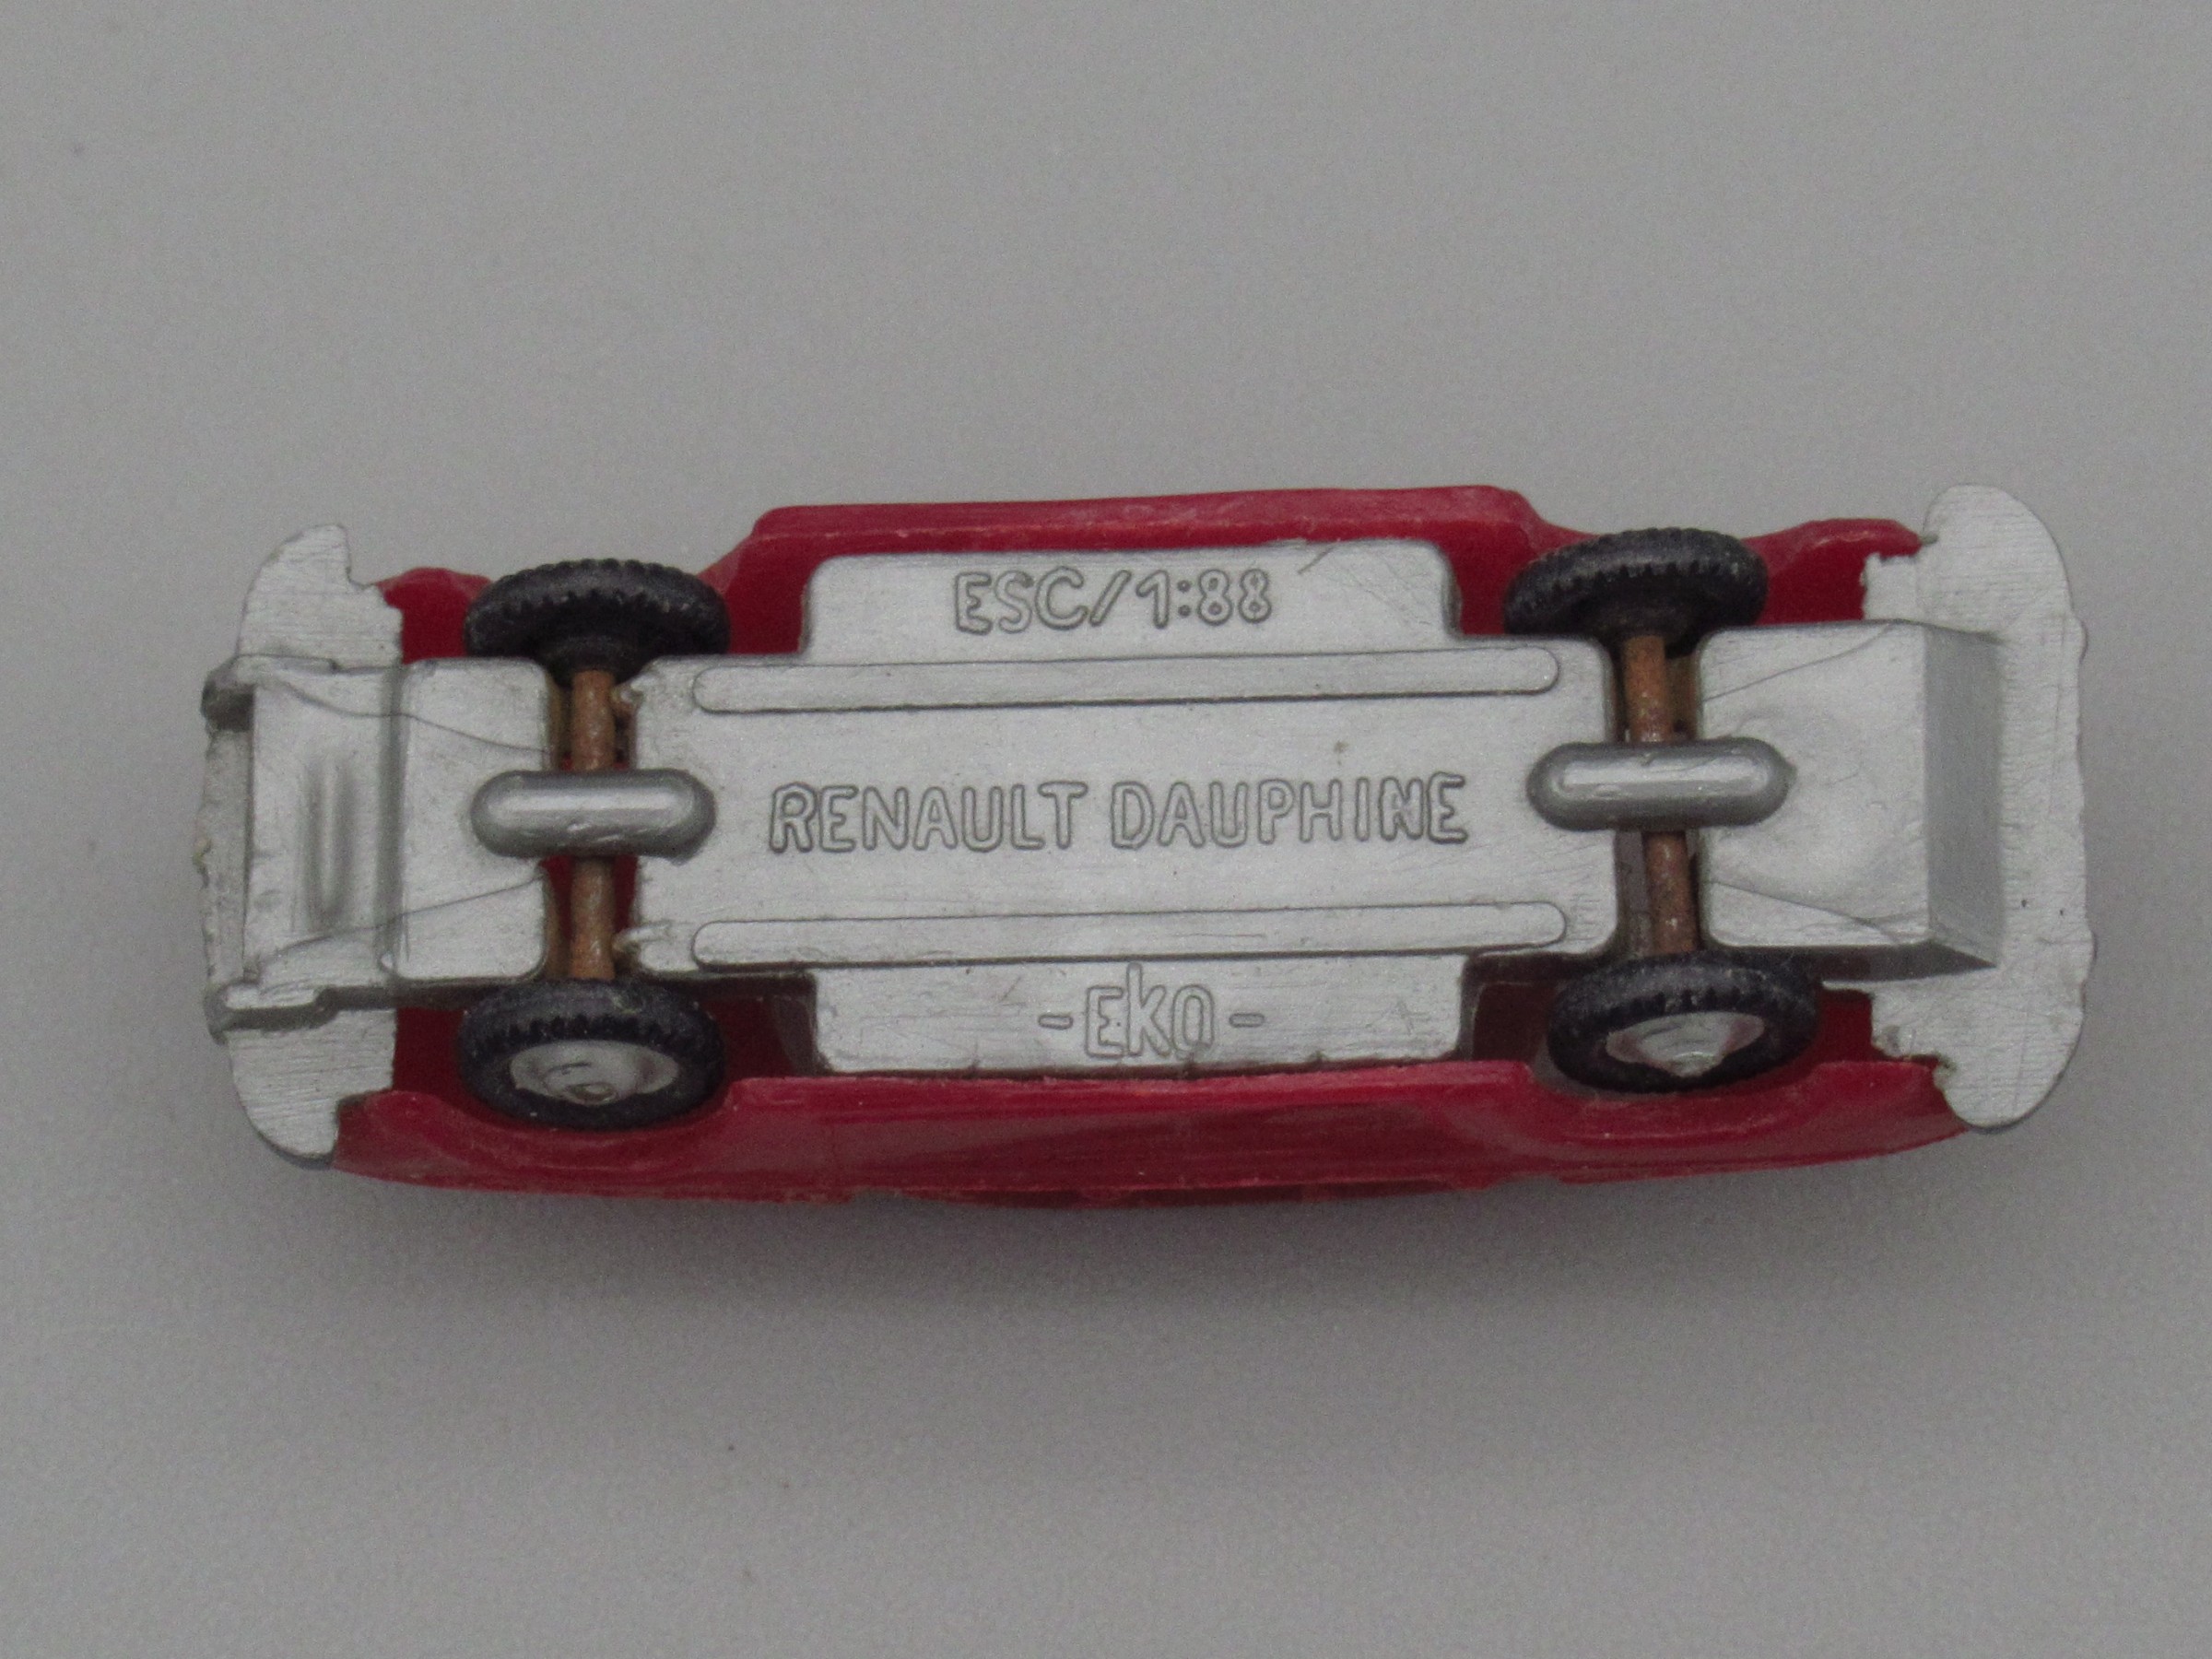 ESC/1:88
RENAULT DAUPHINE
-EKO-